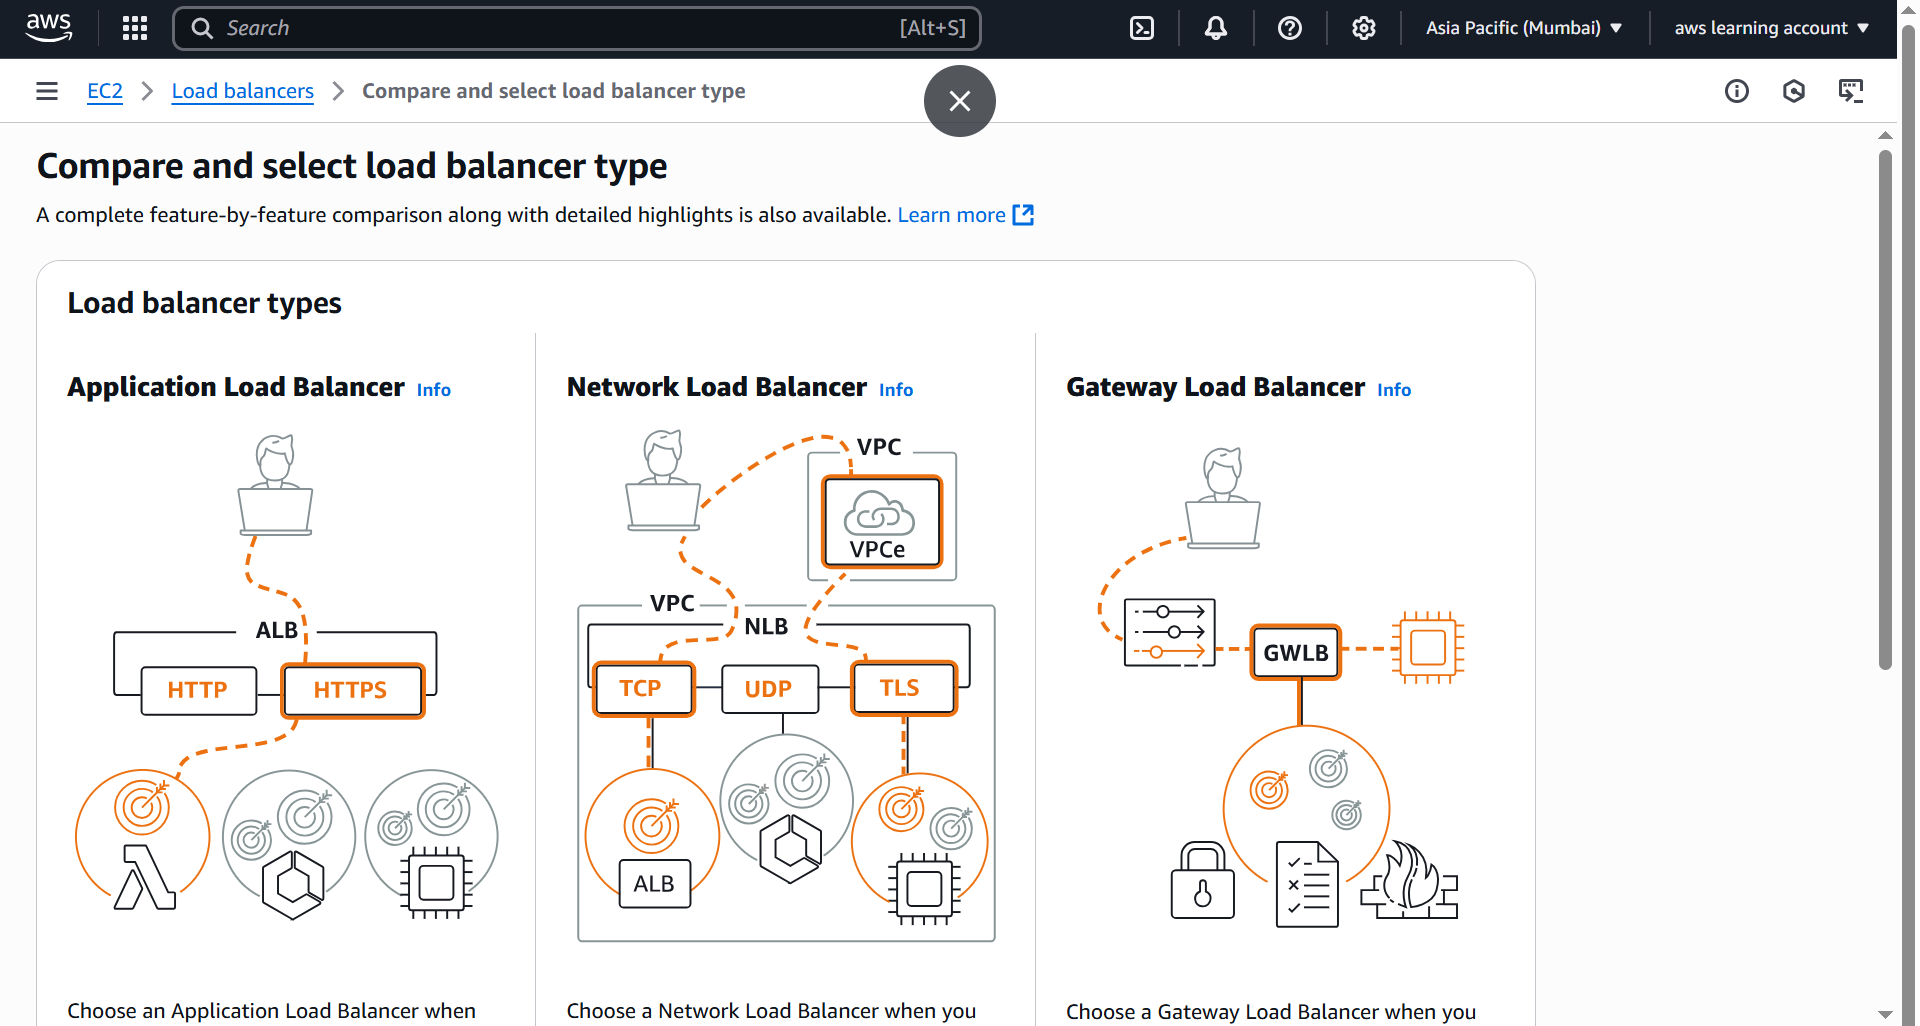 aws
Search
[Alt+S]
Asia Pacific (Mumbai)
aws learning account
EC2
Load balancers
Compare and select load balancer type
Compare and select load balancer type
A complete feature-by-feature comparison along with detailed highlights is also available. Learn more
Load balancer types
Application Load Balancer Info
ALB
HTTP
HTTPS
Choose an Application Load Balancer when
Network Load Balancer Info
VPC
VPCe
VPC
NLB
TCP
UDP
TLS
ALB
Choose a Network Load Balancer when you
Gateway Load Balancer Info
GWLB
Choose a Gateway Load Balancer when you